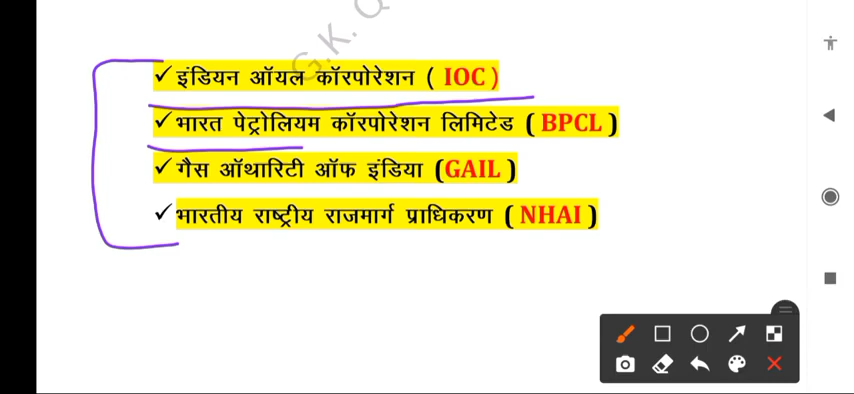 G.K. Q
✓ इंडियन ऑयल कॉरपोरेशन ( IOC )
✓ भारत पेट्रोलियम कॉरपोरेशन लिमिटेड ( BPCL )
✓ गैस ऑथारिटी ऑफ इंडिया (GAIL )
✓ भारतीय राष्ट्रीय राजमार्ग प्राधिकरण ( NHAI )